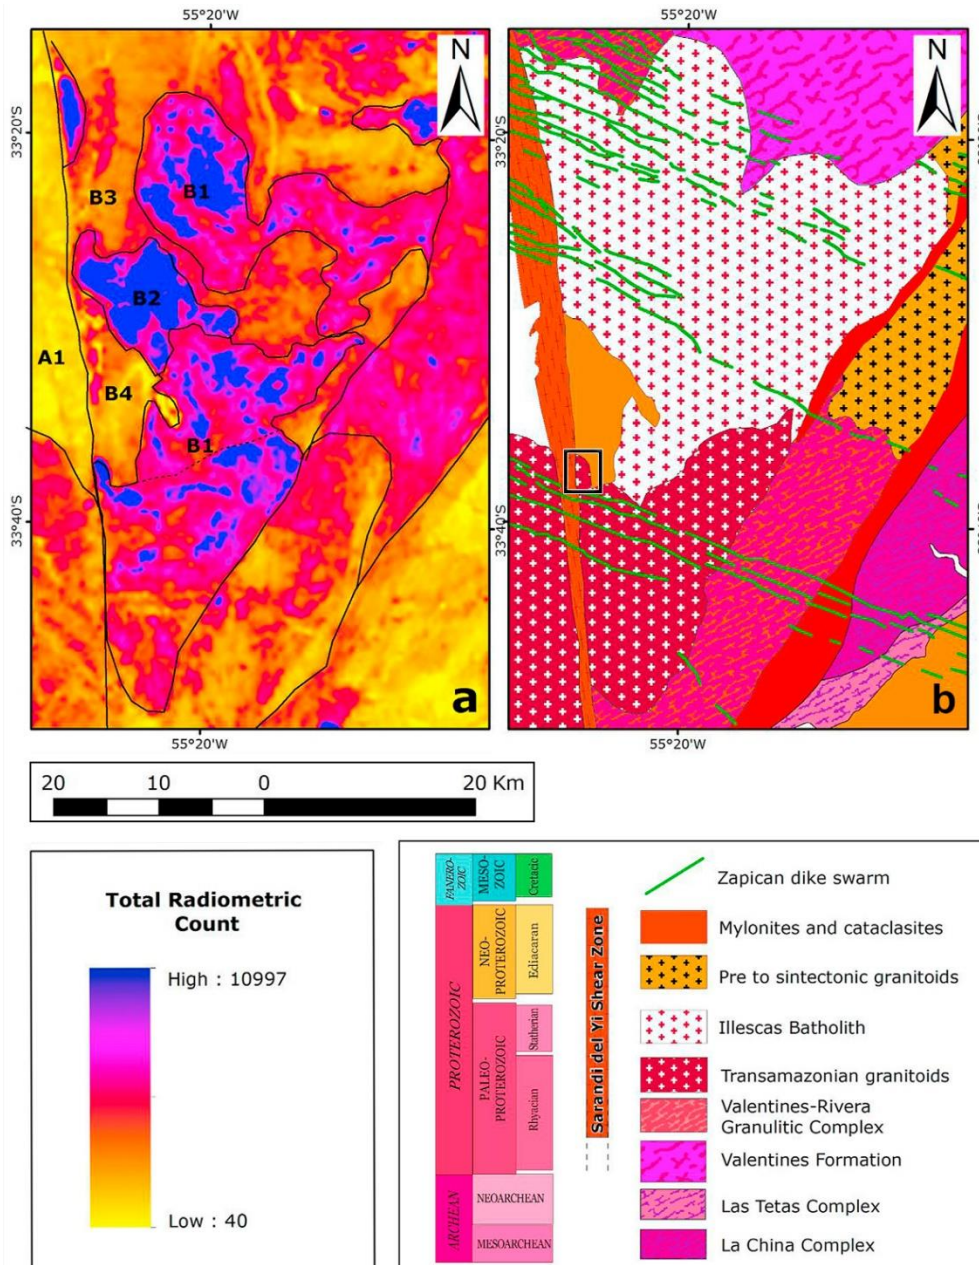 55°20'W
55°20'W
N
N
33°20'S
33°20'S
B1
B3
B2
A1
B4
B1
33°40'S
33°40'S
a
b
55°20'W
55°20'W
20 10 0 20 Km
Total Radiometric
Count
High : 10997
Low : 40
PANERO-
ZOIC
MESO-
ZOIC
Cretacic
PROTEROZOIC
NEO-
PROTEROZOIC
Ediacaran
PALEO-
PROTEROZOIC
Statherian
Rhyacian
ARCHEAN
NEOARCHEAN
MESOARCHEAN
Sarandi del Yi Shear Zone
Zapican dike swarm
Mylonites and cataclasites
Pre to sintectonic granitoids
Illescas Batholith
Transamazonian granitoids
Valentines-Rivera
Granulitic Complex
Valentines Formation
Las Tetas Complex
La China Complex